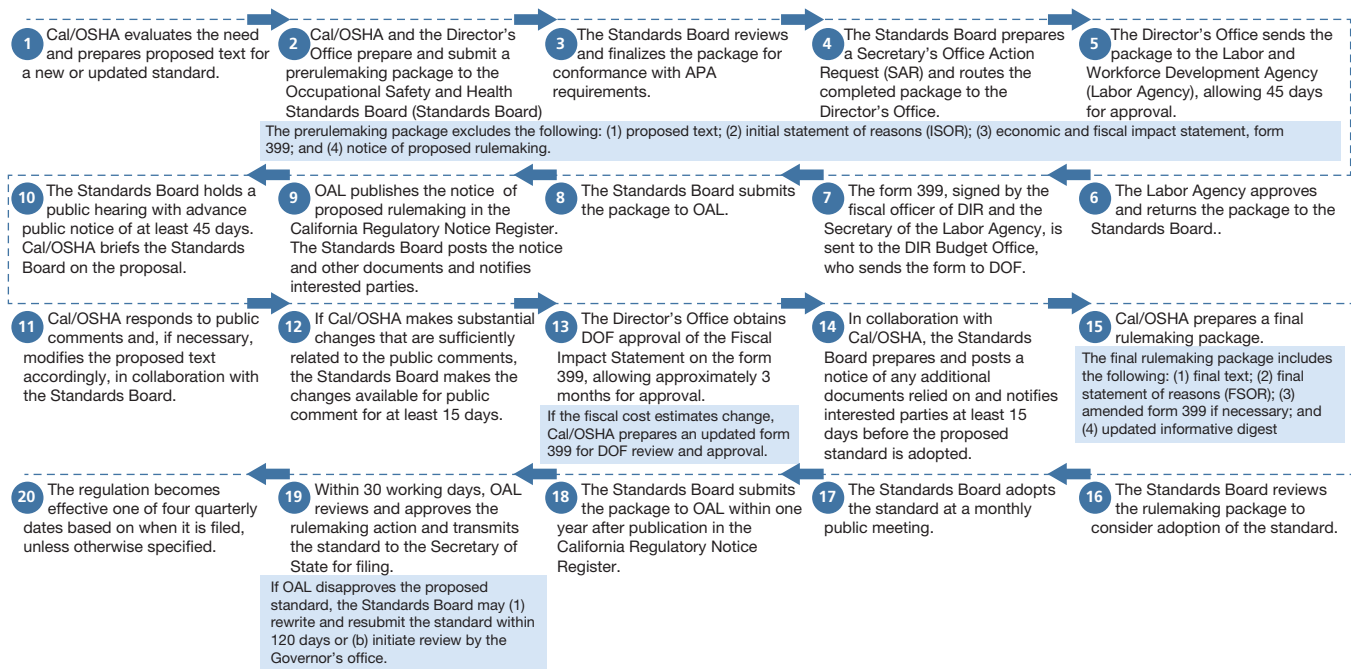 1
Cal/OSHA evaluates the need
and prepares proposed text for
a new or updated standard.
2
Cal/OSHA and the Director's
Office prepare and submit a
prerulemaking package to the
Occupational Safety and Health
Standards Board (Standards Board)
3
The Standards Board reviews
and finalizes the package for
conformance with APA
requirements.
4
The Standards Board prepares
a Secretary's Office Action
Request (SAR) and routes the
completed package to the
Director's Office.
5
The Director's Office sends the
package to the Labor and
Workforce Development Agency
(Labor Agency), allowing 45 days
for approval.
The prerulemaking package excludes the following: (1) proposed text; (2) initial statement of reasons (ISOR); (3) economic and fiscal impact statement, form
399; and (4) notice of proposed rulemaking.
10
The Standards Board holds a
public hearing with advance
public notice of at least 45 days.
Cal/OSHA briefs the Standards
Board on the proposal.
9
OAL publishes the notice of
proposed rulemaking in the
California Regulatory Notice Register.
The Standards Board posts the notice
and other documents and notifies
interested parties.
8
The Standards Board submits
the package to OAL.
7
The form 399, signed by the
fiscal officer of DIR and the
Secretary of the Labor Agency, is
sent to the DIR Budget Office,
who sends the form to DOF.
6
The Labor Agency approves
and returns the package to the
Standards Board..
11
Cal/OSHA responds to public
comments and, if necessary,
modifies the proposed text
accordingly, in collaboration with
the Standards Board.
12
If Cal/OSHA makes substantial
changes that are sufficiently
related to the public comments,
the Standards Board makes the
changes available for public
comment for at least 15 days.
13
The Director's Office obtains
DOF approval of the Fiscal
Impact Statement on the form
399, allowing approximately 3
months for approval.
If the fiscal cost estimates change,
Cal/OSHA prepares an updated form
399 for DOF review and approval.
14
In collaboration with
Cal/OSHA, the Standards
Board prepares and posts a
notice of any additional
documents relied on and notifies
interested parties at least 15
days before the proposed
standard is adopted.
15
Cal/OSHA prepares a final
rulemaking package.
The final rulemaking package includes
the following: (1) final text; (2) final
statement of reasons (FSOR); (3)
amended form 399 if necessary; and
(4) updated informative digest
20
The regulation becomes
effective one of four quarterly
dates based on when it is filed,
unless otherwise specified.
19
Within 30 working days, OAL
reviews and approves the
rulemaking action and transmits
the standard to the Secretary of
State for filing.
If OAL disapproves the proposed
standard, the Standards Board may (1)
rewrite and resubmit the standard within
120 days or (b) initiate review by the
Governor's office.
18
The Standards Board submits
the package to OAL within one
year after publication in the
California Regulatory Notice
Register.
17
The Standards Board adopts
the standard at a monthly
public meeting.
16
The Standards Board reviews
the rulemaking package to
consider adoption of the standard.